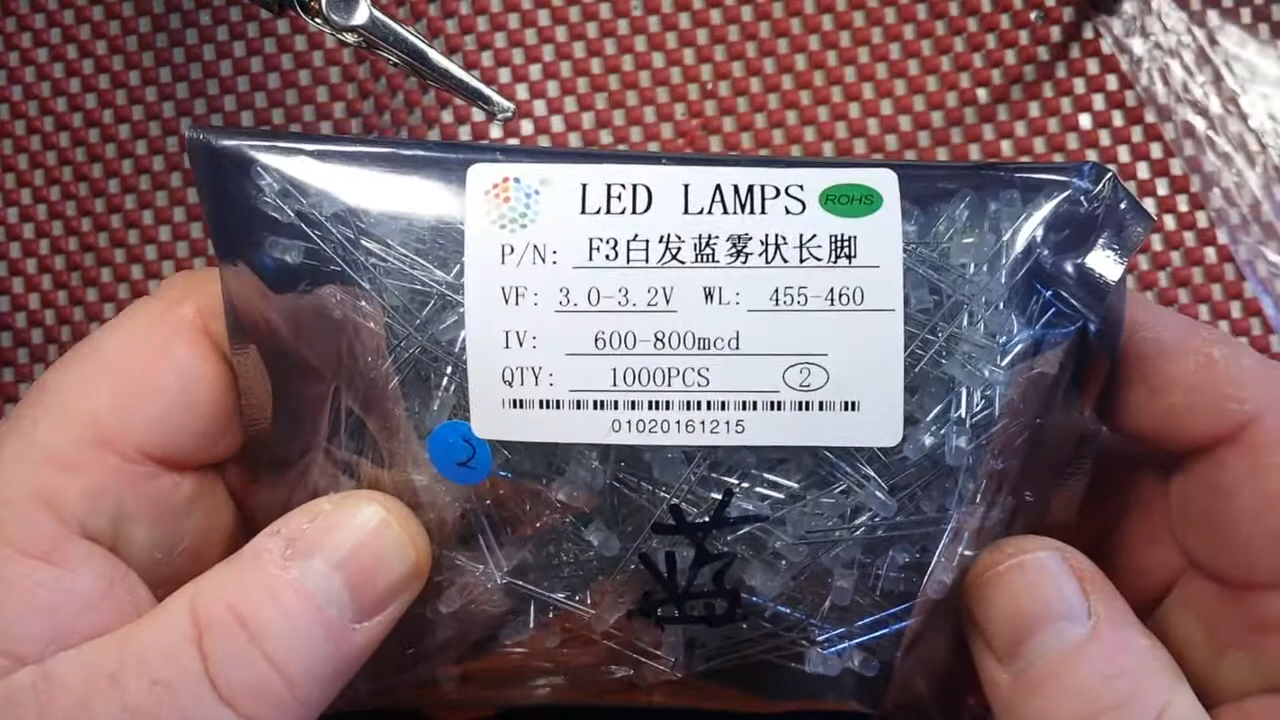 LED LAMPS ROHS
P/N: F3白发蓝雾状长脚
VF: 3.0-3.2V WL: 455-460
IV: 600-800mcd
QTY: 1000PCS 2
01020161215
2
蓝